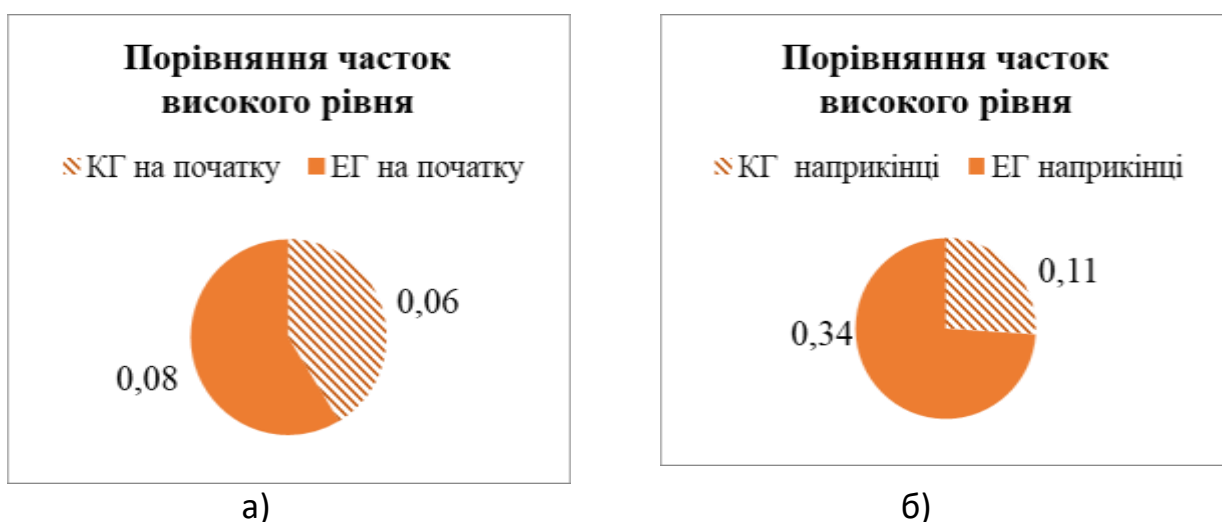 Порівняння часток
високого рівня
КГ на початку ЕГ на початку
0,06
0,08
а)
Порівняння часток
високого рівня
КГ наприкінці ЕГ наприкінці
0,11
0,34
б)